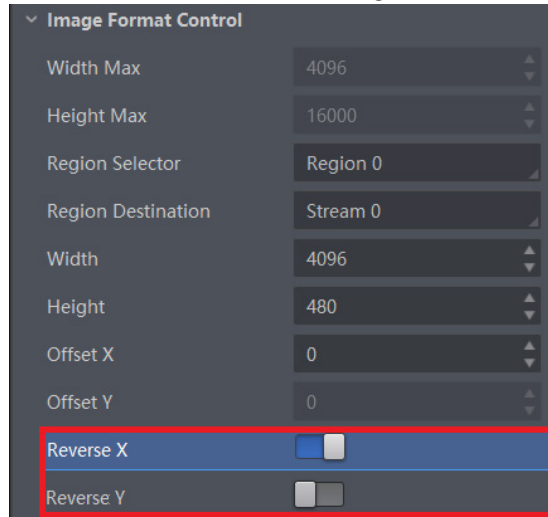 Image Format Control
Width Max 4096
Height Max 16000
Region Selector Region 0
Region Destination Stream 0
Width 4096
Height 480
Offset X 0
Offset Y 0
Reverse X
Reverse Y